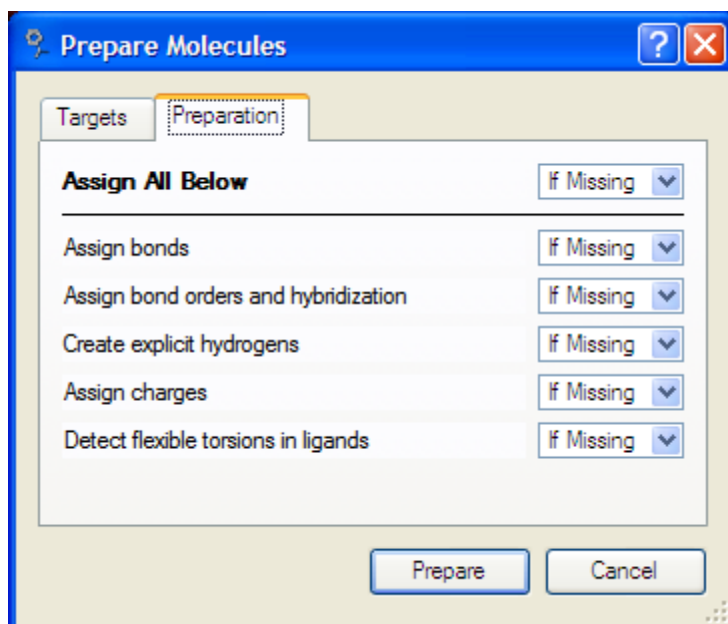 Prepare Molecules
Targets Preparation
Assign All Below If Missing
Assign bonds If Missing
Assign bond orders and hybridization If Missing
Create explicit hydrogens If Missing
Assign charges If Missing
Detect flexible torsions in ligands If Missing
Prepare Cancel